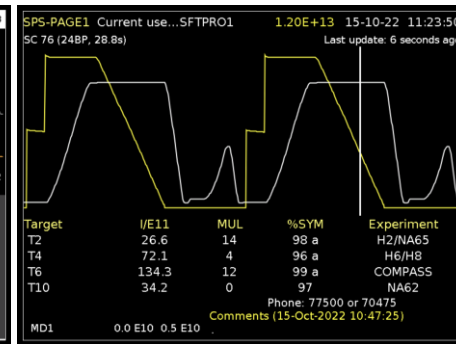 SPS-PAGE1 Current use...SFTPRO1 1.20E+13 15-10-22 11:23:50
SC 76 (24BP, 28.8s) Last update: 6 seconds ago
Target I/E11 MUL %SYM Experiment
T2 26.6 14 98 a H2/NA65
T4 72.1 4 96 a H6/H8
T6 134.3 12 99 a COMPASS
T10 34.2 0 97 NA62
Phone: 77500 or 70475
Comments (15-Oct-2022 10:47:25)
MD1 0.0 E10 0.5 E10